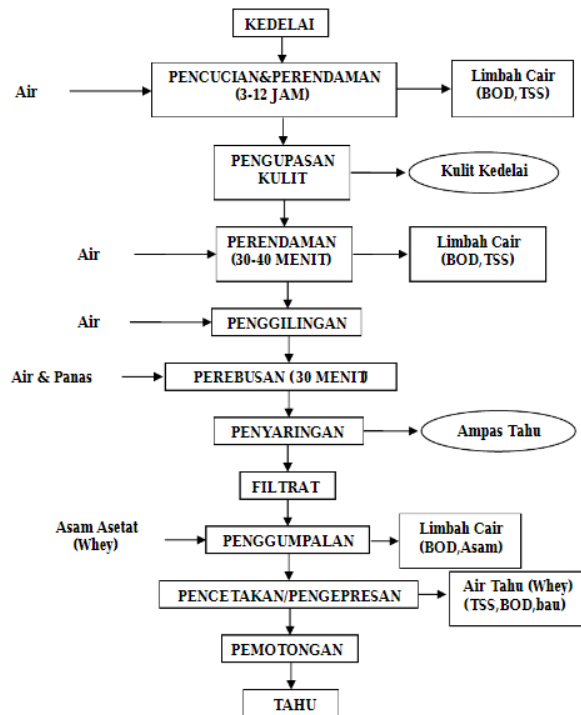 KEDELAI
Air
PENCUCIAN&PERENDAMAN
(3-12 JAM)
Limbah Cair
(BOD,TSS)
PENGUPASAN
KULIT
Kulit Kedelai
Air
PERENDAMAN
(30-40 MENIT)
Limbah Cair
(BOD,TSS)
Air
PENGGILINGAN
Air & Panas
PEREBUSAN (30 MENIT)
PENYARINGAN
Ampas Tahu
FILTRAT
Asam Asetat
(Whey)
PENGGUMPALAN
Limbah Cair
(BOD,Asam)
PENCETAKAN/PENGEPRESAN
Air Tahu (Whey)
(TSS,BOD,bau)
PEMOTONGAN
TAHU